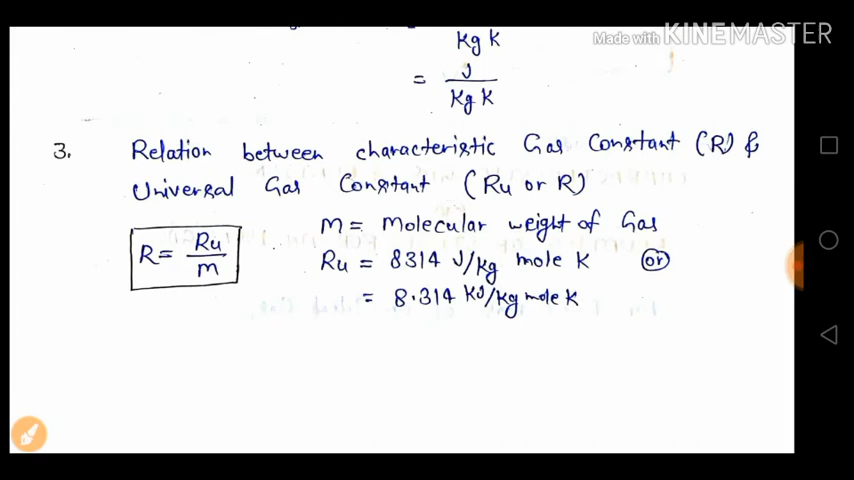 Made with KINEMASTER
Kg K
= J
Kg K
3. Relation between characteristic Gas Constant (R) &
Universal Gas Constant (Ru or R)
R = Ru
m
m = Molecular weight of Gas
Ru = 8314 J/kg mole K (or)
= 8.314 KJ/kg mole K